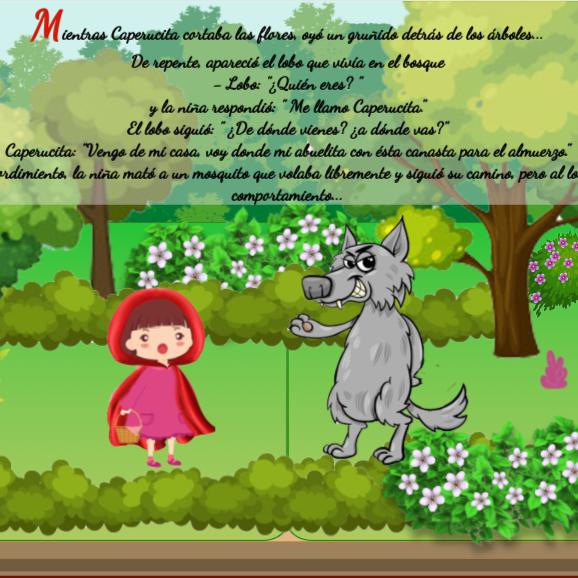 Mientras Caperucita cortaba las flores, oyó un gruñido detrás de los árboles...
De repente, apareció el lobo que vivía en el bosque
- Lobo: "¿Quién eres? "
y la niña respondió: " Me llamo Caperucita."
El lobo siguió: " ¿De dónde vienes? ¿a dónde vas?"
Caperucita: "Vengo de mi casa, voy donde mi abuelita con ésta canasta para el almuerzo."
la niña mató a un mosquito que volaba libremente y siguió su camino, pero al
comportamiento...